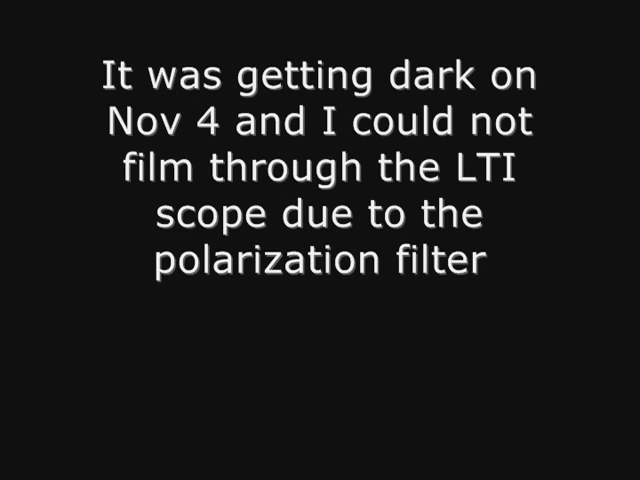 It was getting dark on
Nov 4 and I could not
film through the LTI
scope due to the
polarization filter